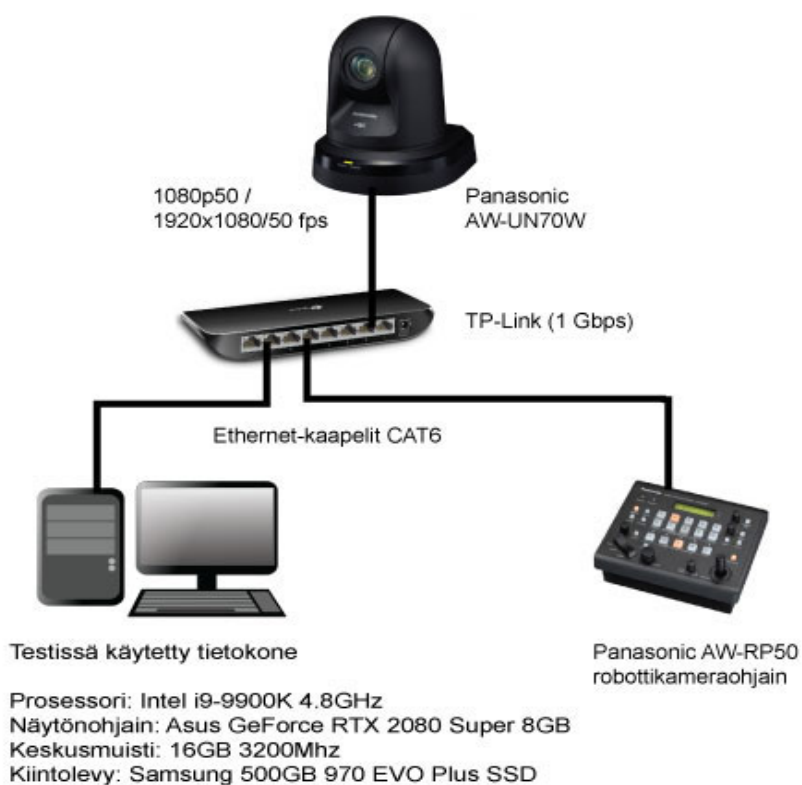 1080p50 /
1920x1080/50 fps
Panasonic
AW-UN70W
TP-Link (1 Gbps)
Ethernet-kaapelit CAT6
Testissä käytetty tietokone
Prosessori: Intel i9-9900K 4.8GHz
Näytönohjain: Asus GeForce RTX 2080 Super 8GB
Keskusmuisti: 16GB 3200Mhz
Kiintolevy: Samsung 500GB 970 EVO Plus SSD
Panasonic AW-RP50
robottikameraohjain